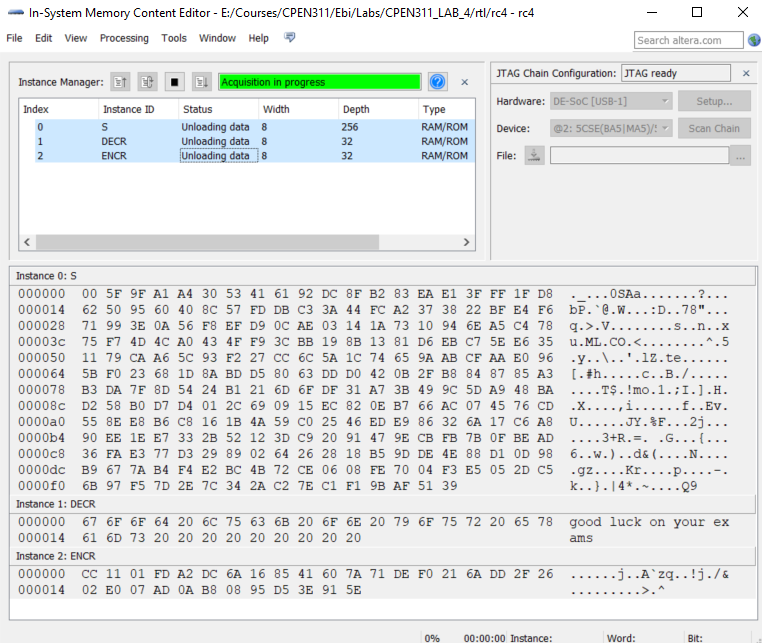 In-System Memory Content Editor - E:/Courses/CPEN311/Ebi/Labs/CPEN311_LAB_4/rtl/rc4 - rc4
File Edit View Processing Tools Window Help
Search altera.com
Instance Manager: Acquisition in progress
Index Instance ID Status Width Depth Type
0 S Unloading data 8 256 RAM/ROM
1 DECR Unloading data 8 32 RAM/ROM
2 ENCR Unloading data 8 32 RAM/ROM
JTAG Chain Configuration: JTAG ready
Hardware: DE-SoC [USB-1] Setup...
Device: @2: 5CSE(BA5|MA5)/! Scan Chain
File: ...
Instance 0: S
000000 00 5F 9F A1 A4 30 53 41 61 92 DC 8F B2 83 EA E1 3F FF 1F D8 ._...0SAa.......?...
000014 62 50 95 60 40 8C 57 FD DB C3 3A 44 FC A2 37 38 22 BF E4 F6 bP.`@.W...:D..78"...
000028 71 99 3E 0A 56 F8 EF D9 0C AE 03 14 1A 73 10 94 6E A5 C4 78 q.>.V........s..n..x
00003c 75 F7 4D 4C A0 43 4F F9 3C BB 19 8B 13 81 D6 EB C7 5E E6 35 u.ML.CO.<........^.5
000050 11 79 CA A6 5C 93 F2 27 CC 6C 5A 1C 74 65 9A AB CF AA E0 96 .y..\..'.lZ.te......
000064 5B F0 23 68 1D 8A BD D5 80 63 DD D0 42 0B 2F B8 84 87 85 A3 [.#h.....c..B./.....
000078 B3 DA 7F 8D 54 24 B1 21 6D 6F DF 31 A7 3B 49 9C 5D A9 48 BA ....T$.!mo.1.;I.].H.
00008c D2 58 B0 D7 D4 01 2C 69 09 15 EC 82 0E B7 66 AC 07 45 76 CD .X....,i......f..Ev.
0000a0 55 8E E8 B6 C8 16 1B 4A 59 C0 25 46 ED E9 86 32 6A 17 C6 A8 U......JY.%F...2j...
0000b4 90 EE 1E E7 33 2B 52 12 3D C9 20 91 47 9E CB FB 7B 0F BE AD ....3+R.=. .G...{...
0000c8 36 FA E3 77 D3 29 89 02 64 26 28 18 B5 9D DE 4E 88 D1 0D 98 6..w.)..d&(....N....
0000dc B9 67 7A B4 F4 E2 BC 4B 72 CE 06 08 FE 70 04 F3 E5 05 2D C5 .gz....Kr....p....-.
0000f0 6B 97 F5 7D 2E 7C 34 2A C2 7E C1 F1 9B AF 51 39 k..}.|4*.~....Q9
Instance 1: DECR
000000 67 6F 6F 64 20 6C 75 63 6B 20 6F 6E 20 79 6F 75 72 20 65 78 good luck on your ex
000014 61 6D 73 20 20 20 20 20 20 20 20 20 ams
Instance 2: ENCR
000000 CC 11 01 FD A2 DC 6A 16 85 41 60 7A 71 DE F0 21 6A DD 2F 26 ......j..A`zq..!j./&
000014 02 E0 07 AD 0A B8 08 95 D5 3E 91 5E .........>.^
0% 00:00:00 Instance: Word: Bit: